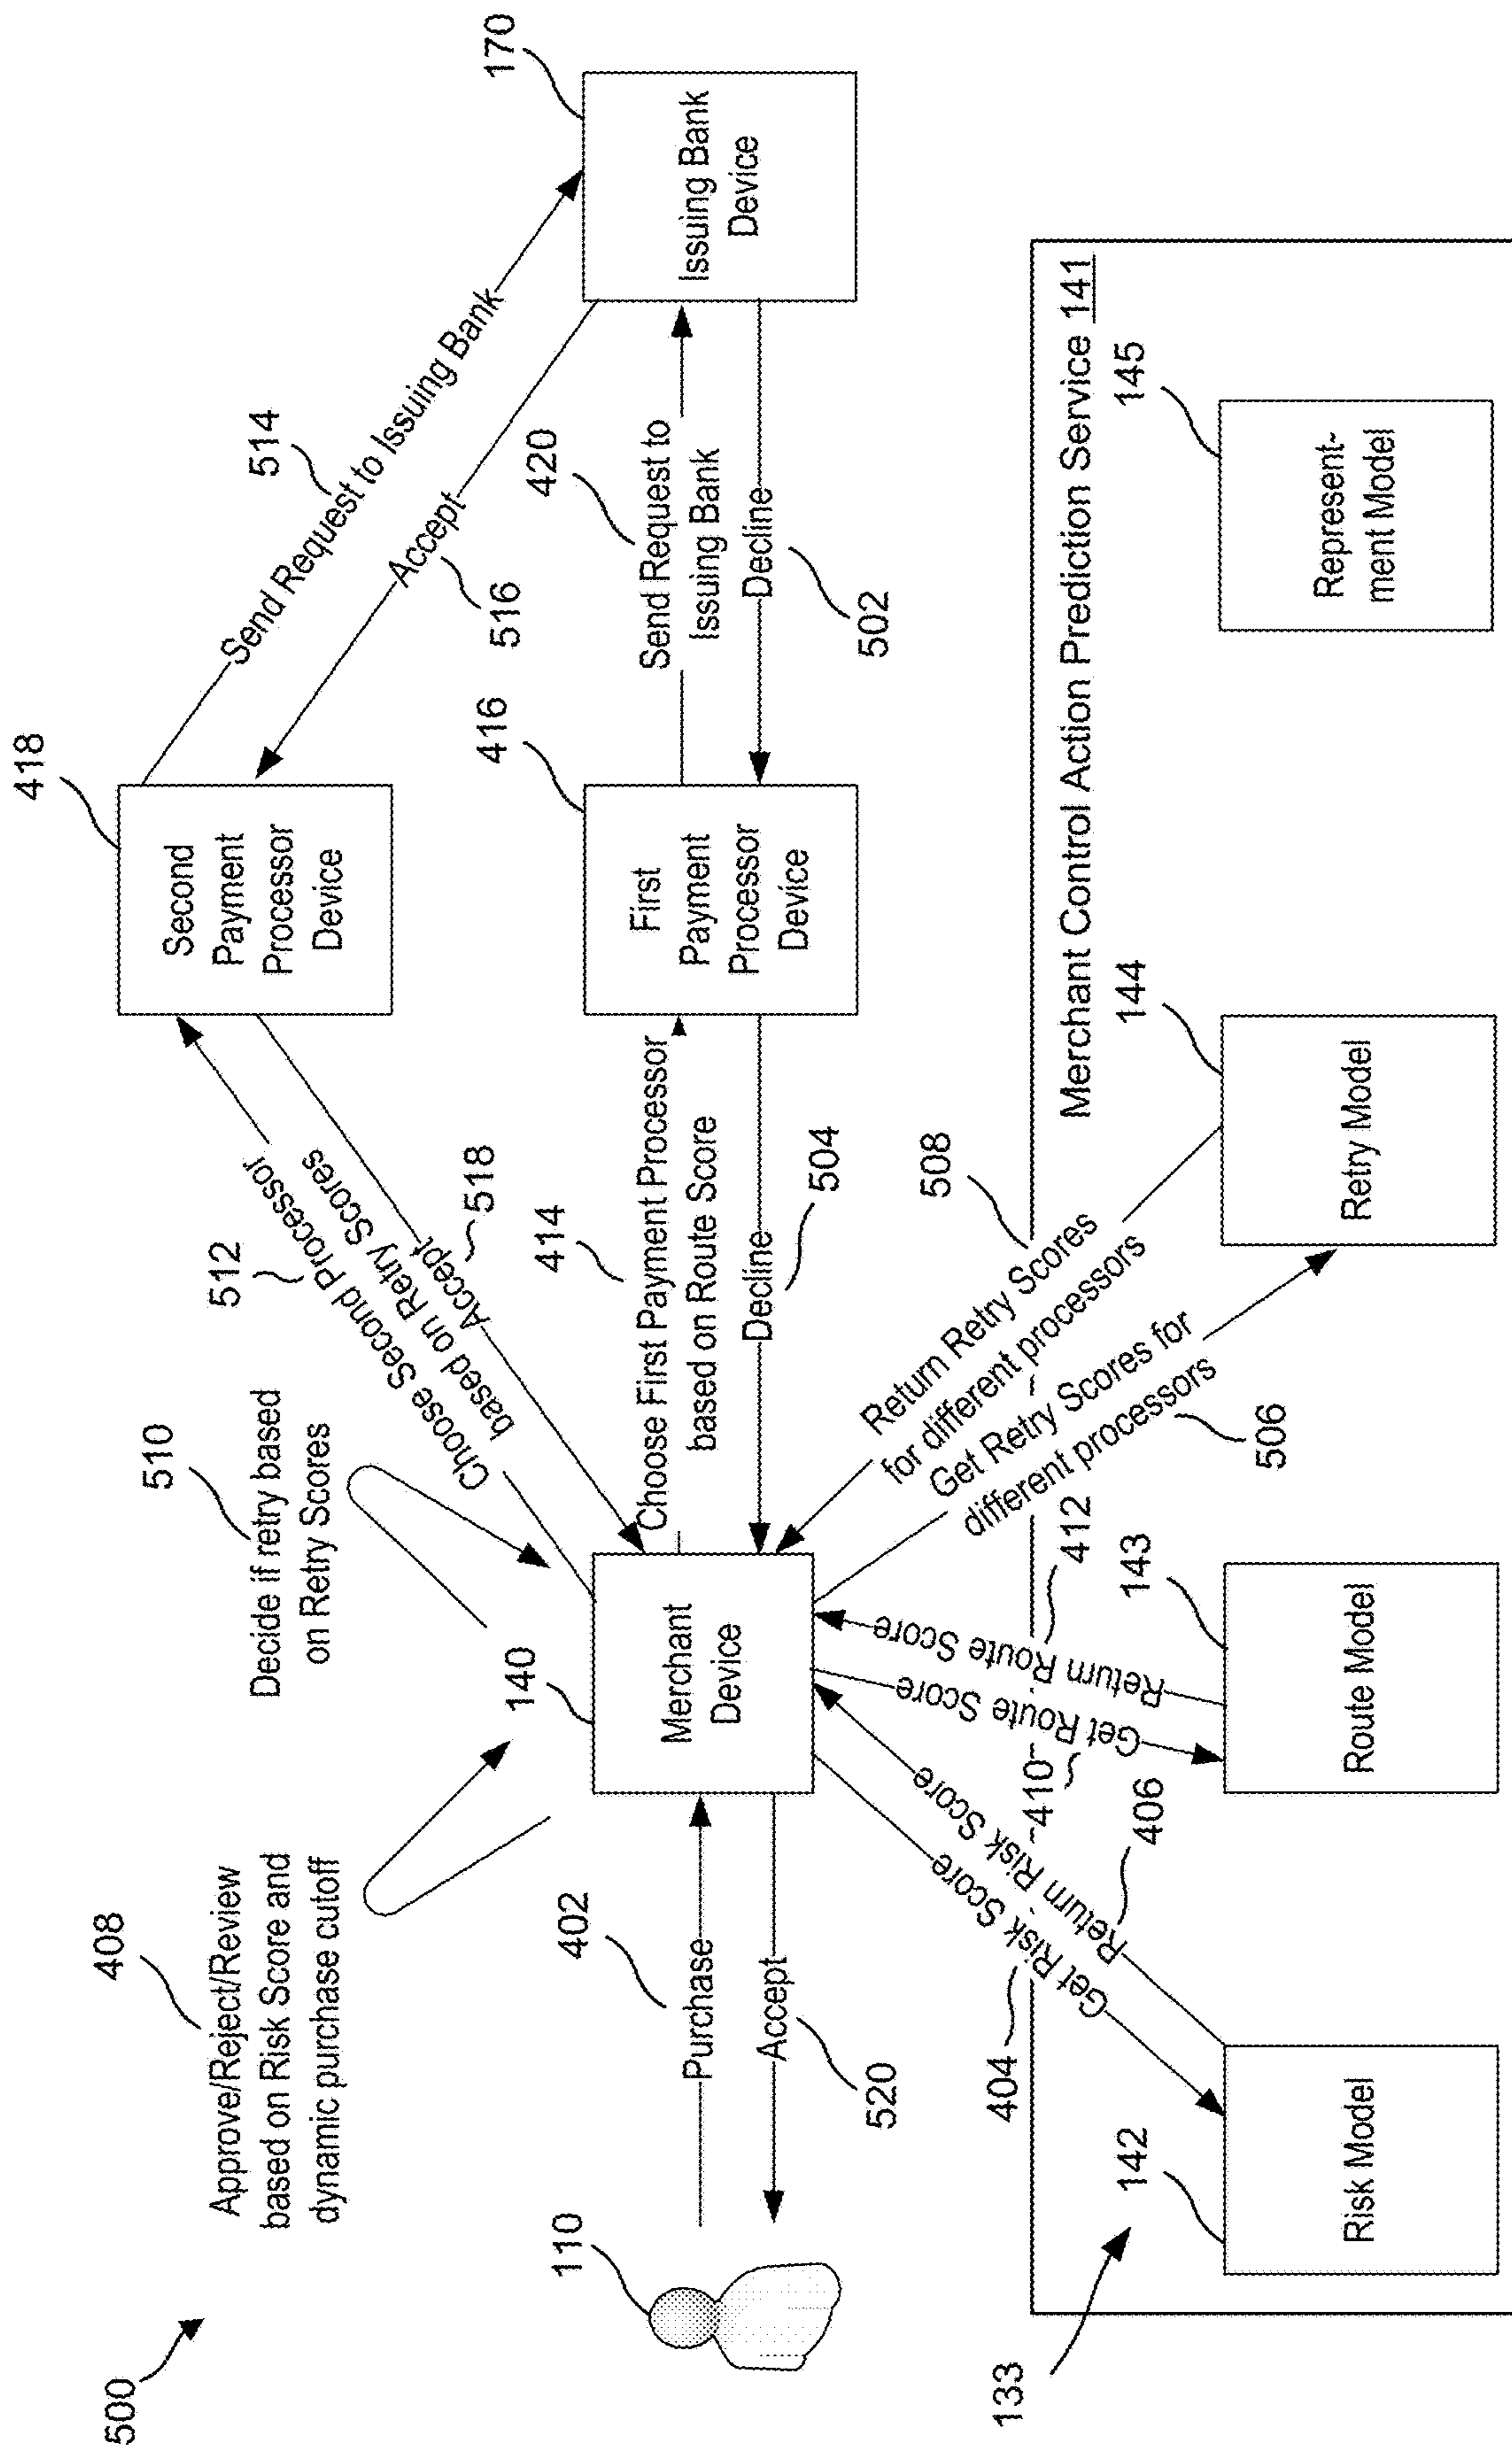 500
408
Approve/Reject/Review
based on Risk Score and
dynamic purchase cutoff
510
Decide if retry based
on Retry Scores
418
Second
Payment
Processor
Device
514
Send Request to Issuing Bank
Accept
516
170
Issuing Bank
Device
512
Choose Second Processor
based on Retry Scores
Accept
518
110
402
Purchase
Accept
520
140
Merchant
Device
414
Choose First Payment Processor
based on Route Score
Decline
504
416
First
Payment
Processor
Device
420
Send Request to
Issuing Bank
Decline
502
404
Get Risk Score
Return Risk Score
406
410
Get Route Score
Return Route Score
412
508
Return Retry Scores
for different processors
Get Retry Scores for
different processors
506
Merchant Control Action Prediction Service 141
133
142
Risk Model
143
Route Model
144
Retry Model
145
Represent-
ment Model